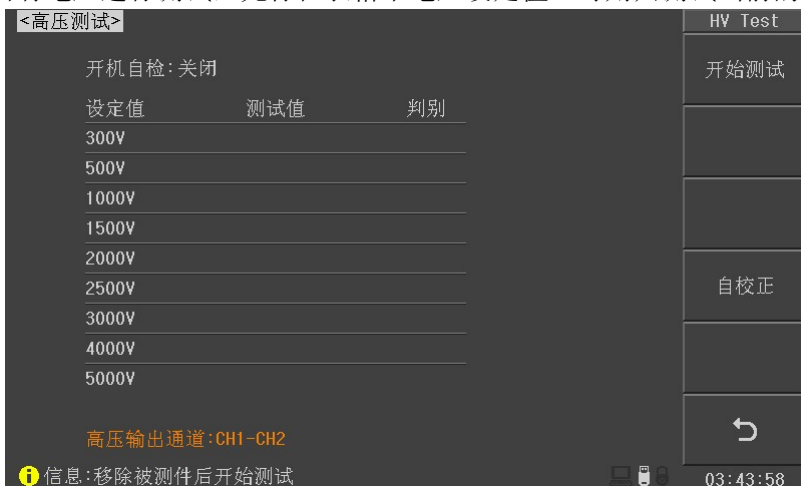 <高压测试>
HV Test
开机自检:关闭
开始测试
设定值 测试值 判别
300V
500V
1000V
1500V
2000V
2500V
自校正
3000V
4000V
5000V
高压输出通道:CH1-CH2
信息:移除被测件后开始测试
03:43:58